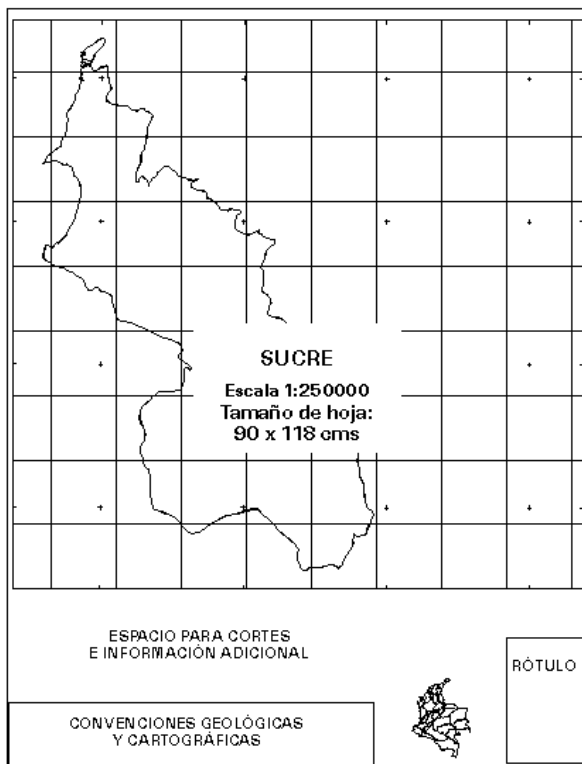 SUCRE
Escala 1:250000
Tamaño de hoja:
90 x 118 cms
ESPACIO PARA CORTES
E INFORMACIÓN ADICIONAL
RÓTULO
CONVENCIONES GEOLÓGICAS
Y CARTOGRÁFICAS